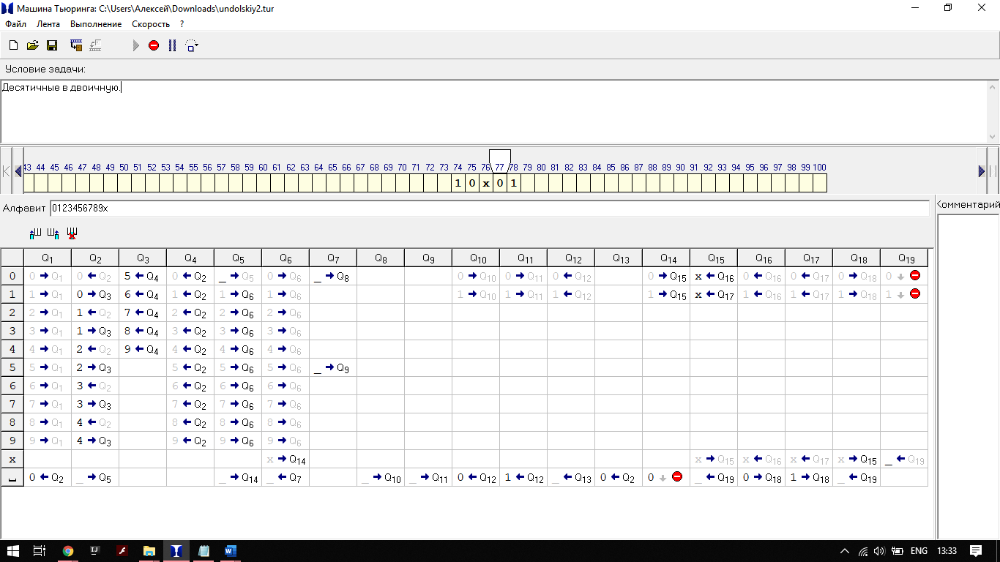 Машина Тьюринга: C:\Users\Алексей\Downloads\undolskiy2.tur
Файл Лента Выполнение Скорость ?
Условие задачи:
Десятичные в двоичную.
43 44 45 46 47 48 49 50 51 52 53 54 55 56 57 58 59 60 61 62 63 64 65 66 67 68 69 70 71 72 73 74 75 76 77 78 79 80 81 82 83 84 85 86 87 88 89 90 91 92 93 94 95 96 97 98 99 100
1 0 x 0 1
Алфавит 0123456789x
Комментарий
Q1 Q2 Q3 Q4 Q5 Q6 Q7 Q8 Q9 Q10 Q11 Q12 Q13 Q14 Q15 Q16 Q17 Q18 Q19
0 0 → Q1 0 ← Q2 5 ← Q4 0 ← Q2 _ → Q5 0 → Q6 _ → Q8 0 → Q10 0 → Q11 0 ← Q12 0 → Q15 x ← Q16 0 ← Q16 0 ← Q17 0 → Q18 0 ↓
1 1 → Q1 0 → Q3 6 ← Q4 1 ← Q2 1 → Q6 1 → Q6 1 → Q10 1 → Q11 1 ← Q12 1 → Q15 x ← Q17 1 ← Q16 1 ← Q17 1 → Q18 1 ↓
2 2 → Q1 1 ← Q2 7 ← Q4 2 ← Q2 2 → Q6 2 → Q6
3 3 → Q1 1 → Q3 8 ← Q4 3 ← Q2 3 → Q6 3 → Q6
4 4 → Q1 2 ← Q2 9 ← Q4 4 ← Q2 4 → Q6 4 → Q6
5 5 → Q1 2 → Q3 5 ← Q2 5 → Q6 5 → Q6 _ → Q9
6 6 → Q1 3 ← Q2 6 ← Q2 6 → Q6 6 → Q6
7 7 → Q1 3 → Q3 7 ← Q2 7 → Q6 7 → Q6
8 8 → Q1 4 ← Q2 8 ← Q2 8 → Q6 8 → Q6
9 9 → Q1 4 → Q3 9 ← Q2 9 → Q6 9 → Q6
x x → Q14 x → Q15 x ← Q16 x ← Q17 x → Q15 _ ← Q19
0 ← Q2 _ → Q5 _ → Q14 _ ← Q7 _ → Q10 _ → Q11 0 ← Q12 1 ← Q12 _ ← Q13 0 ← Q2 0 ↓ _ ← Q19 0 → Q18 1 → Q18 _ ← Q19
IJ
ENG 13:33